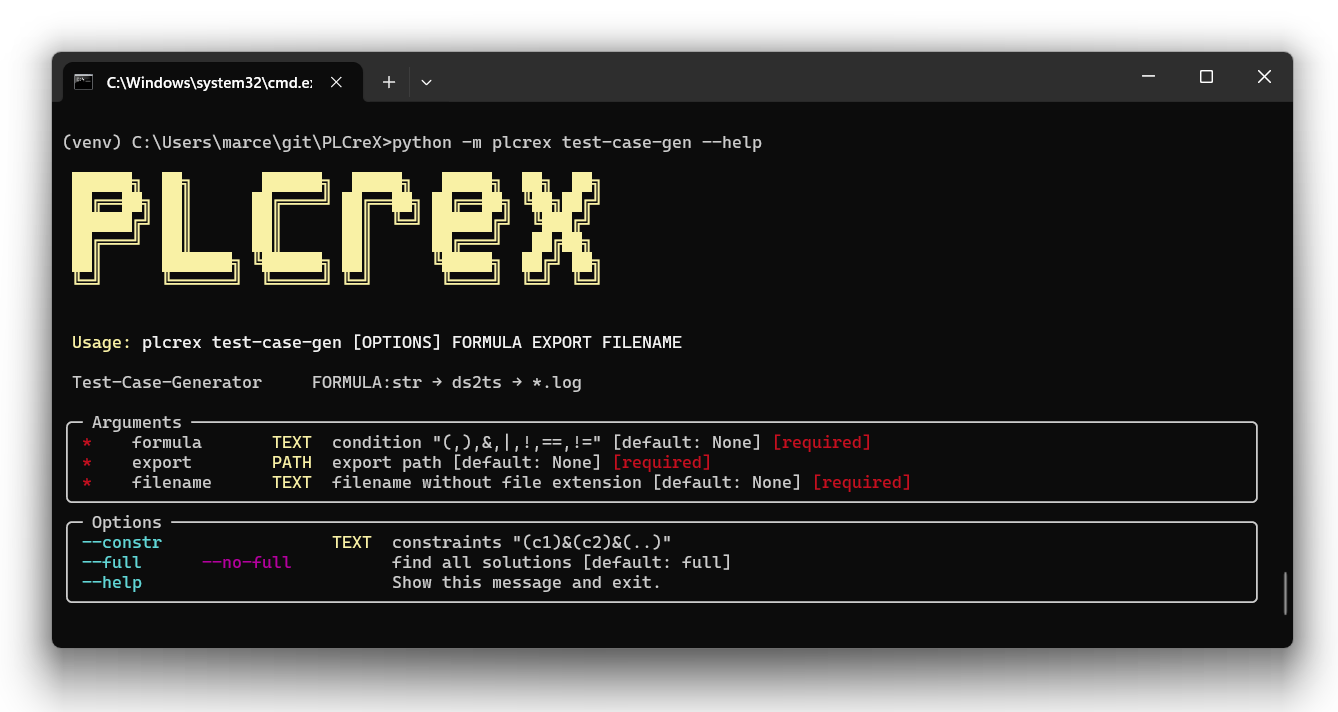 C:\Windows\system32\cmd.e
(venv) C:\Users\marce\git\PLCreX>python -m plcrex test-case-gen --help
PLCrex
Usage: plcrex test-case-gen [OPTIONS] FORMULA EXPORT FILENAME
Test-Case-Generator FORMULA:str → ds2ts → *.log
Arguments
* formula TEXT condition "(,),&,|,!,==,!=" [default: None] [required]
* export PATH export path [default: None] [required]
* filename TEXT filename without file extension [default: None] [required]
Options
--constr TEXT constraints "(c1)&(c2)&(..)"
--full --no-full find all solutions [default: full]
--help Show this message and exit.